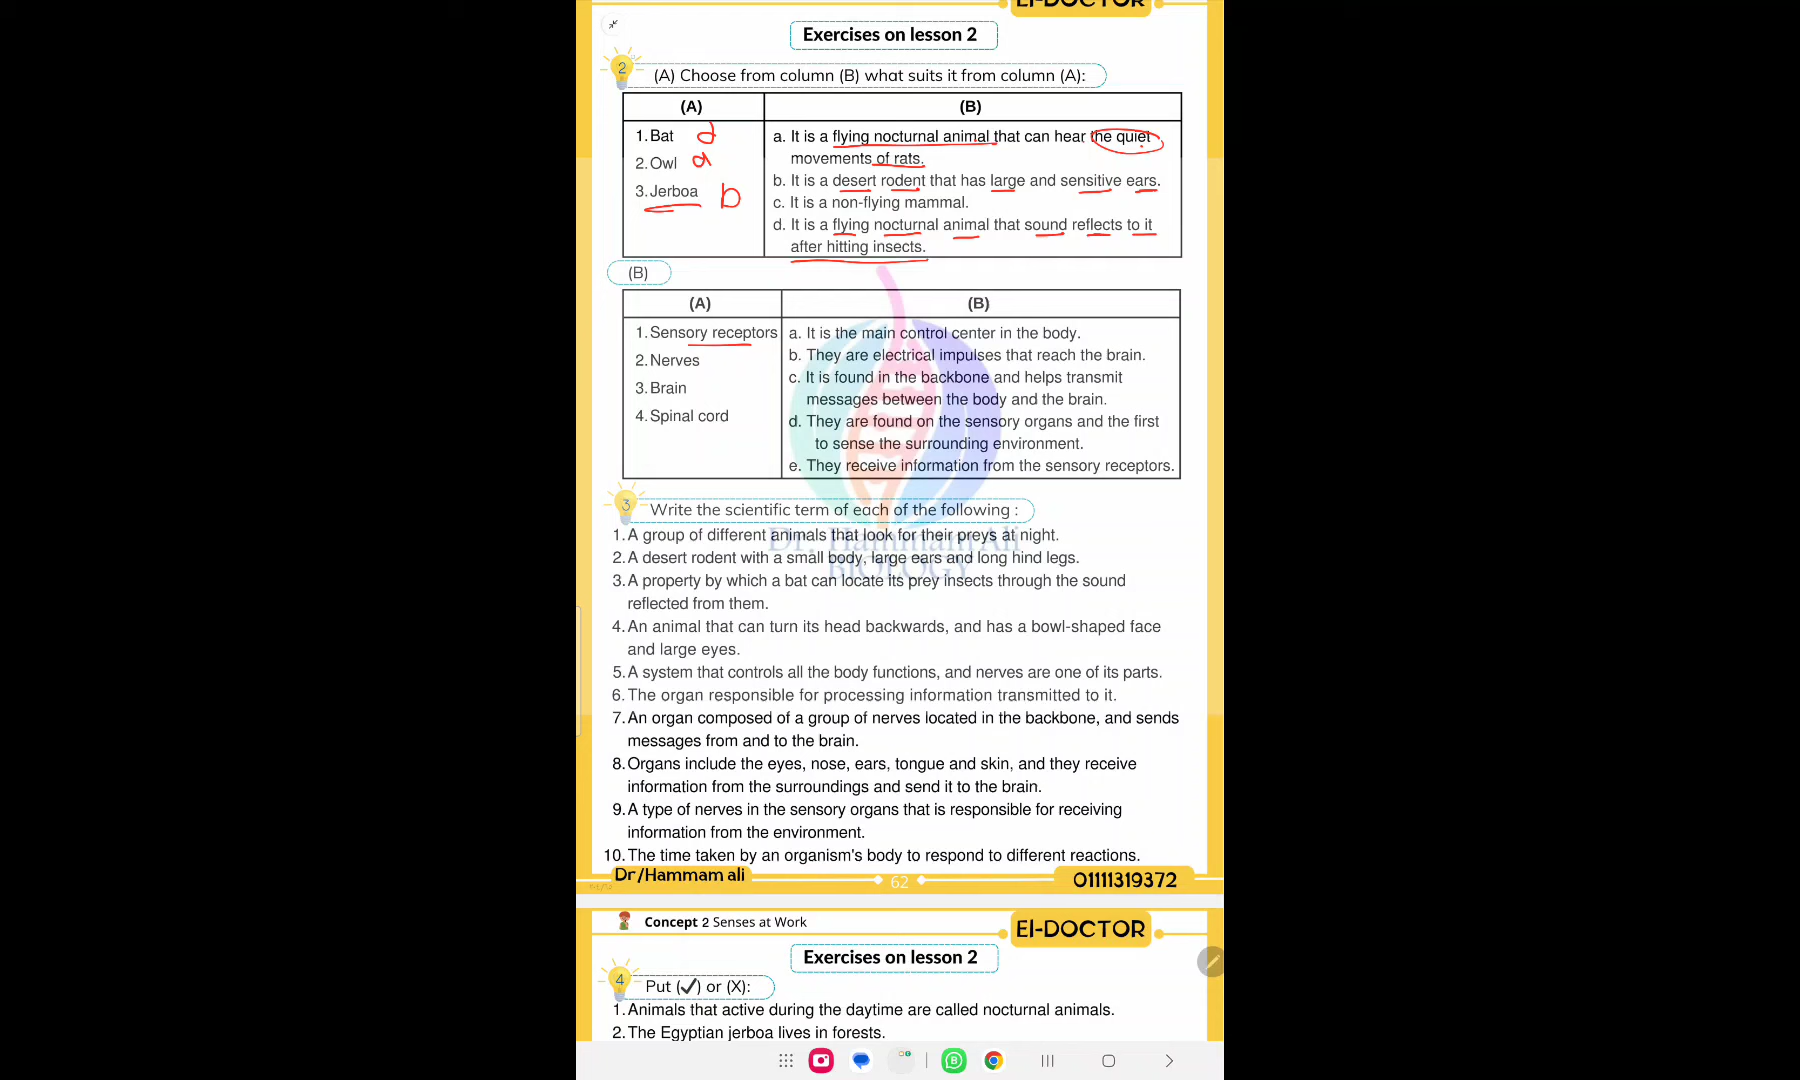 El-DOCTOR
Exercises on lesson 2
2
(A) Choose from column (B) what suits it from column (A):
(A)
(B)
1. Bat d
2. Owl a
3. Jerboa b
a. It is a flying nocturnal animal that can hear the quiet
movements of rats.
b. It is a desert rodent that has large and sensitive ears.
c. It is a non-flying mammal.
d. It is a flying nocturnal animal that sound reflects to it
after hitting insects.
(B)
(A)
(B)
1. Sensory receptors
2. Nerves
3. Brain
4. Spinal cord
a. It is the main control center in the body.
b. They are electrical impulses that reach the brain.
c. It is found in the backbone and helps transmit
messages between the body and the brain.
d. They are found on the sensory organs and the first
to sense the surrounding environment.
e. They receive information from the sensory receptors.
3
Write the scientific term of each of the following :
Dr. Hammam Ali
BIOLOGY
1. A group of different animals that look for their preys at night.
2. A desert rodent with a small body, large ears and long hind legs.
3. A property by which a bat can locate its prey insects through the sound
reflected from them.
4. An animal that can turn its head backwards, and has a bowl-shaped face
and large eyes.
5. A system that controls all the body functions, and nerves are one of its parts.
6. The organ responsible for processing information transmitted to it.
7. An organ composed of a group of nerves located in the backbone, and sends
messages from and to the brain.
8. Organs include the eyes, nose, ears, tongue and skin, and they receive
information from the surroundings and send it to the brain.
9. A type of nerves in the sensory organs that is responsible for receiving
information from the environment.
10. The time taken by an organism's body to respond to different reactions.
Dr/Hammam ali
62
01111319372
Concept 2 Senses at Work
El-DOCTOR
Exercises on lesson 2
4
Put (✓) or (X):
1. Animals that active during the daytime are called nocturnal animals.
2. The Egyptian jerboa lives in forests.